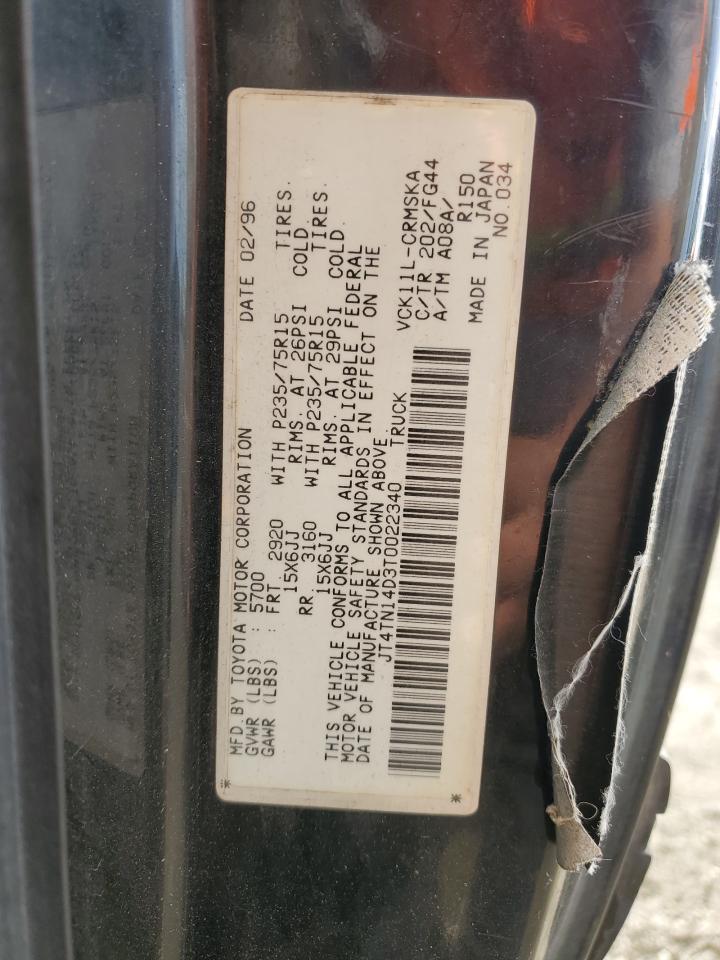 MFD. BY TOYOTA MOTOR CORPORATION DATE 02/96
GVWR (LBS) : 5700
GAWR (LBS) : FRT 2920 WITH P235/75R15 TIRES.
15X6JJ RIMS. AT 26PSI COLD
RR. 3160 WITH P235/75R15 TIRES.
15X6JJ RIMS. AT 29PSI COLD.
THIS VEHICLE CONFORMS TO ALL APPLICABLE FEDERAL
MOTOR VEHICLE SAFETY STANDARDS IN EFFECT ON THE
DATE OF MANUFACTURE SHOWN ABOVE.
JT4TN14D3T0022340 TRUCK
VCK11L-CRMSKA
C/TR 202/FG44
A/TM A08A/
R150
MADE IN JAPAN
NO.034